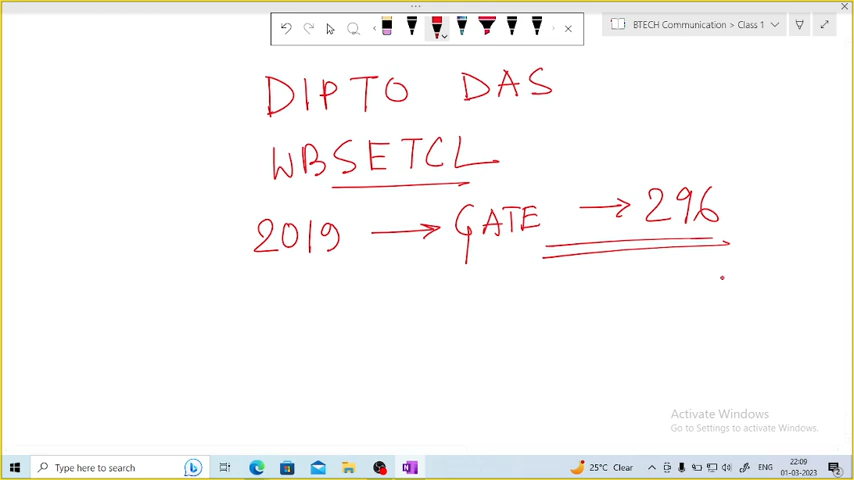 BTECH Communication > Class 1
DIPTO DAS
WBSETCL
2019 → GATE → 296
Activate Windows
Go to Settings to activate Windows.
Type here to search
25°C Clear
ENG
22:09
01-03-2023
2